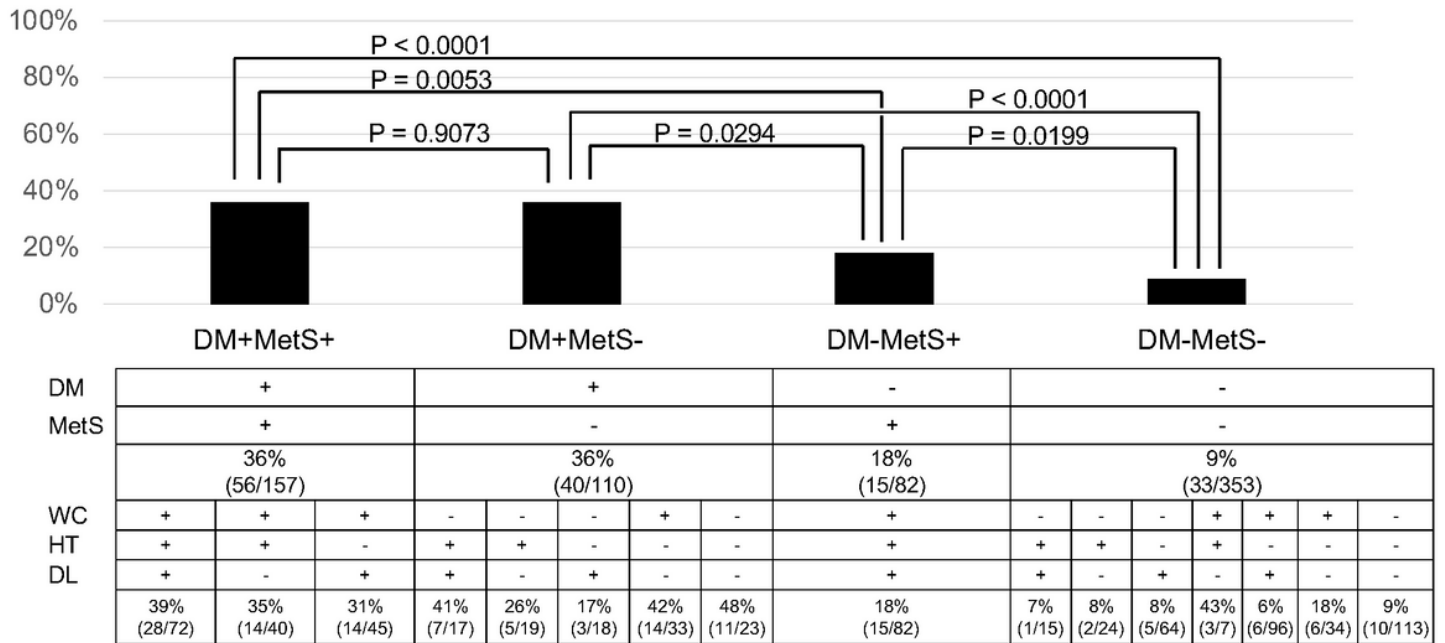 100%
P < 0.0001
80%
P = 0.0053
P < 0.0001
60%
P = 0.9073 P = 0.0294 P = 0.0199
40%
20%
0%
DM+MetS+ DM+MetS- DM-MetS+ DM-MetS-
DM + + - -
MetS + - + -
36% 36% 18% 9%
(56/157) (40/110) (15/82) (33/353)
WC + + + - - - + - + - - - + + + -
HT + + - + + - - - + + + - + - - -
DL + - + + - + - - + + - + - + - -
39% 35% 31% 41% 26% 17% 42% 48% 18% 7% 8% 8% 43% 6% 18% 9%
(28/72) (14/40) (14/45) (7/17) (5/19) (3/18) (14/33) (11/23) (15/82) (1/15) (2/24) (5/64) (3/7) (6/96) (6/34) (10/113)